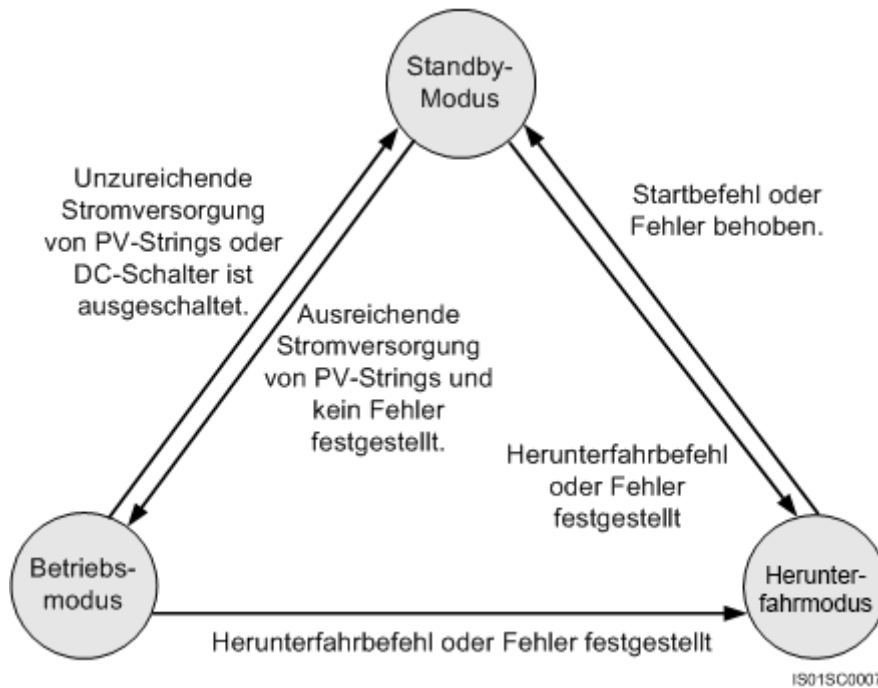 Standby-
Modus
Unzureichende
Stromversorgung
von PV-Strings oder
DC-Schalter ist
ausgeschaltet.
Startbefehl oder
Fehler behoben.
Ausreichende
Stromversorgung
von PV-Strings und
kein Fehler
festgestellt.
Herunterfahrbefehl
oder Fehler
festgestellt
Betriebs-
modus
Herunter-
fahrmodus
Herunterfahrbefehl oder Fehler festgestellt
IS01SC0007